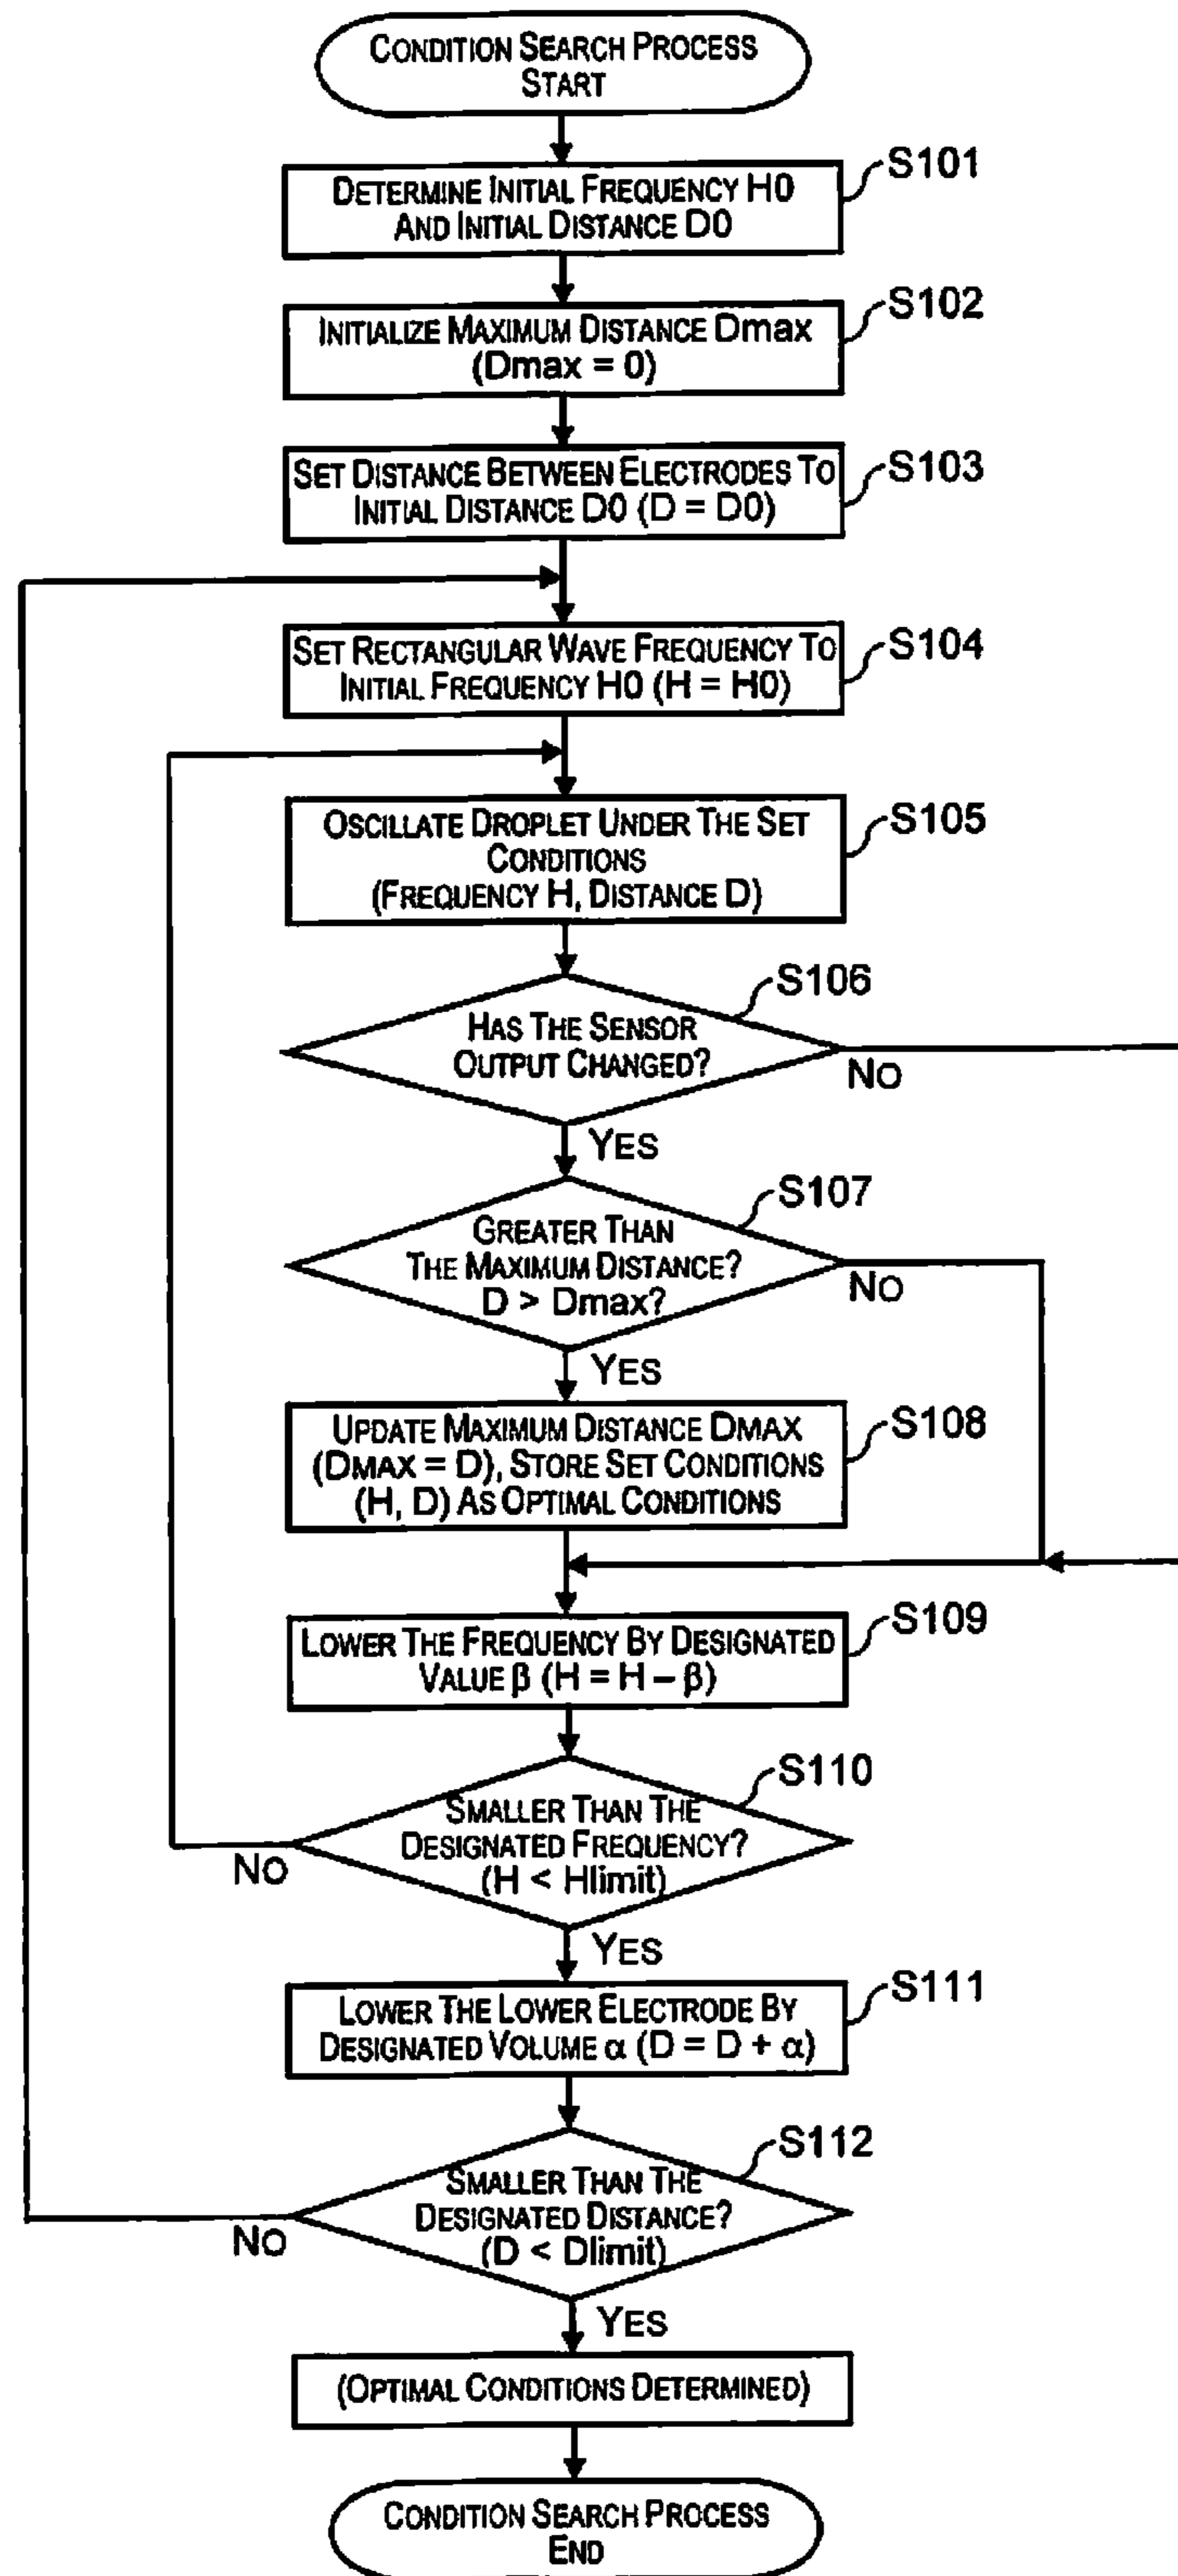 CONDITION SEARCH PROCESS
START
S101
DETERMINE INITIAL FREQUENCY H0
AND INITIAL DISTANCE D0
S102
INITIALIZE MAXIMUM DISTANCE Dmax
(Dmax = 0)
S103
SET DISTANCE BETWEEN ELECTRODES TO
INITIAL DISTANCE D0 (D = D0)
S104
SET RECTANGULAR WAVE FREQUENCY TO
INITIAL FREQUENCY H0 (H = H0)
S105
OSCILLATE DROPLET UNDER THE SET
CONDITIONS
(FREQUENCY H, DISTANCE D)
S106
HAS THE SENSOR
OUTPUT CHANGED?
NO
YES
S107
GREATER THAN
THE MAXIMUM DISTANCE?
D > Dmax?
NO
YES
S108
UPDATE MAXIMUM DISTANCE DMAX
(DMAX = D), STORE SET CONDITIONS
(H, D) AS OPTIMAL CONDITIONS
S109
LOWER THE FREQUENCY BY DESIGNATED
VALUE β (H = H – β)
S110
SMALLER THAN THE
DESIGNATED FREQUENCY?
(H < Hlimit)
NO
YES
S111
LOWER THE LOWER ELECTRODE BY
DESIGNATED VOLUME α (D = D + α)
S112
SMALLER THAN THE
DESIGNATED DISTANCE?
(D < Dlimit)
NO
YES
(OPTIMAL CONDITIONS DETERMINED)
CONDITION SEARCH PROCESS
END